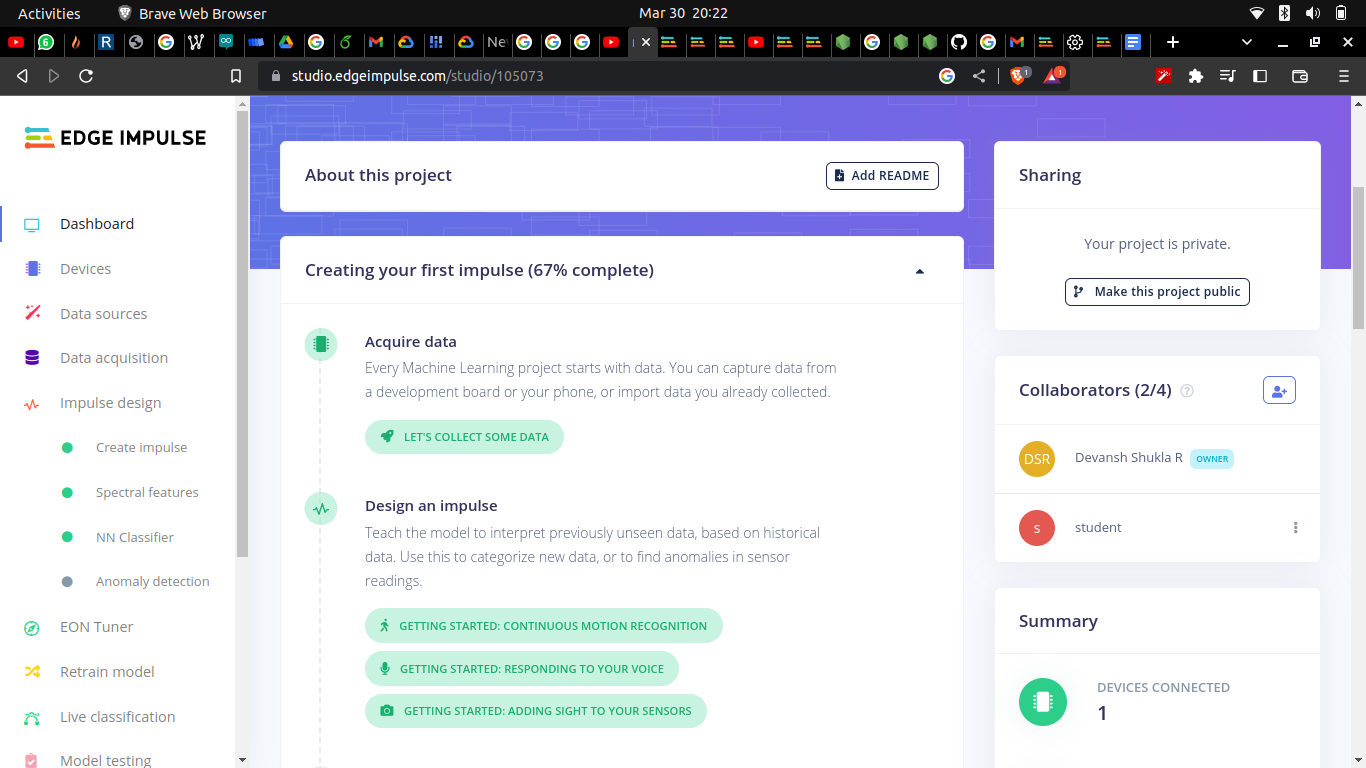 Activities
Brave Web Browser
Mar 30 20:22
6
R
W
Ne
studio.edgeimpulse.com/studio/105073
1
1
EDGE IMPULSE
Dashboard
Devices
Data sources
Data acquisition
Impulse design
Create impulse
Spectral features
NN Classifier
Anomaly detection
EON Tuner
Retrain model
Live classification
Model testing
About this project
Add README
Creating your first impulse (67% complete)
Acquire data
Every Machine Learning project starts with data. You can capture data from
a development board or your phone, or import data you already collected.
LET'S COLLECT SOME DATA
Design an impulse
Teach the model to interpret previously unseen data, based on historical
data. Use this to categorize new data, or to find anomalies in sensor
readings.
GETTING STARTED: CONTINUOUS MOTION RECOGNITION
GETTING STARTED: RESPONDING TO YOUR VOICE
GETTING STARTED: ADDING SIGHT TO YOUR SENSORS
Sharing
Your project is private.
Make this project public
Collaborators (2/4)
?
DSR
Devansh Shukla R
OWNER
S
student
Summary
DEVICES CONNECTED
1